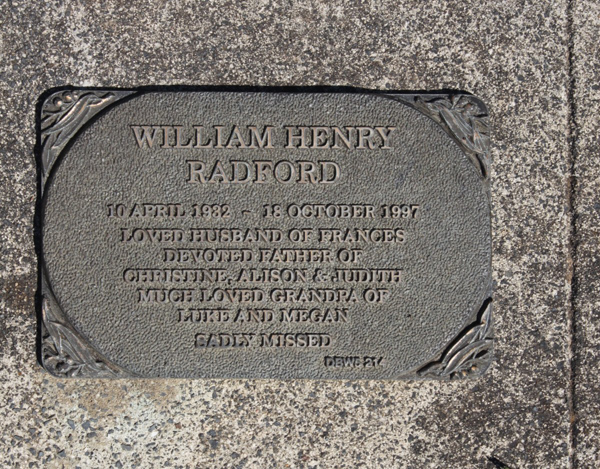 WILLIAM HENRY
RADFORD
10 APRIL 1932 - 18 OCTOBER 1997
LOVED HUSBAND OF FRANCES
DEVOTED FATHER OF
CHRISTINE, ALISON & JUDITH
MUCH LOVED GRANDPA OF
LUKE AND MEGAN
SADLY MISSED